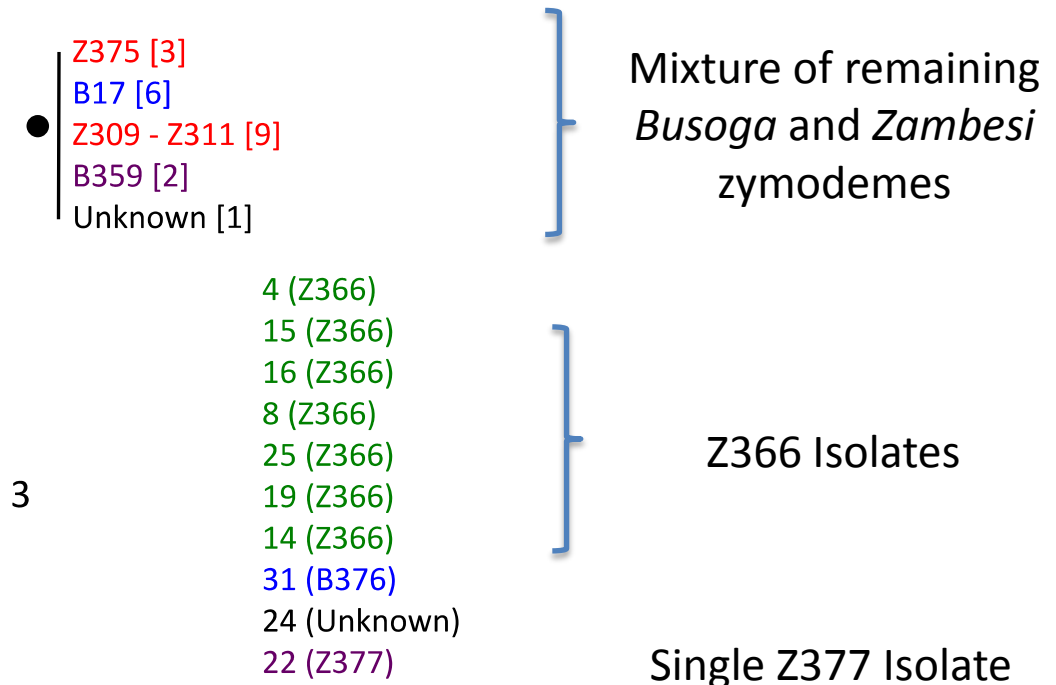 Z375 [3]
B17 [6]
Z309 - Z311 [9]
B359 [2]
Unknown [1]
Mixture of remaining
Busoga and Zambesi
zymodemes
4 (Z366)
15 (Z366)
16 (Z366)
8 (Z366)
25 (Z366)
19 (Z366)
14 (Z366)
31 (B376)
24 (Unknown)
22 (Z377)
3
Z366 Isolates
Single Z377 Isolate